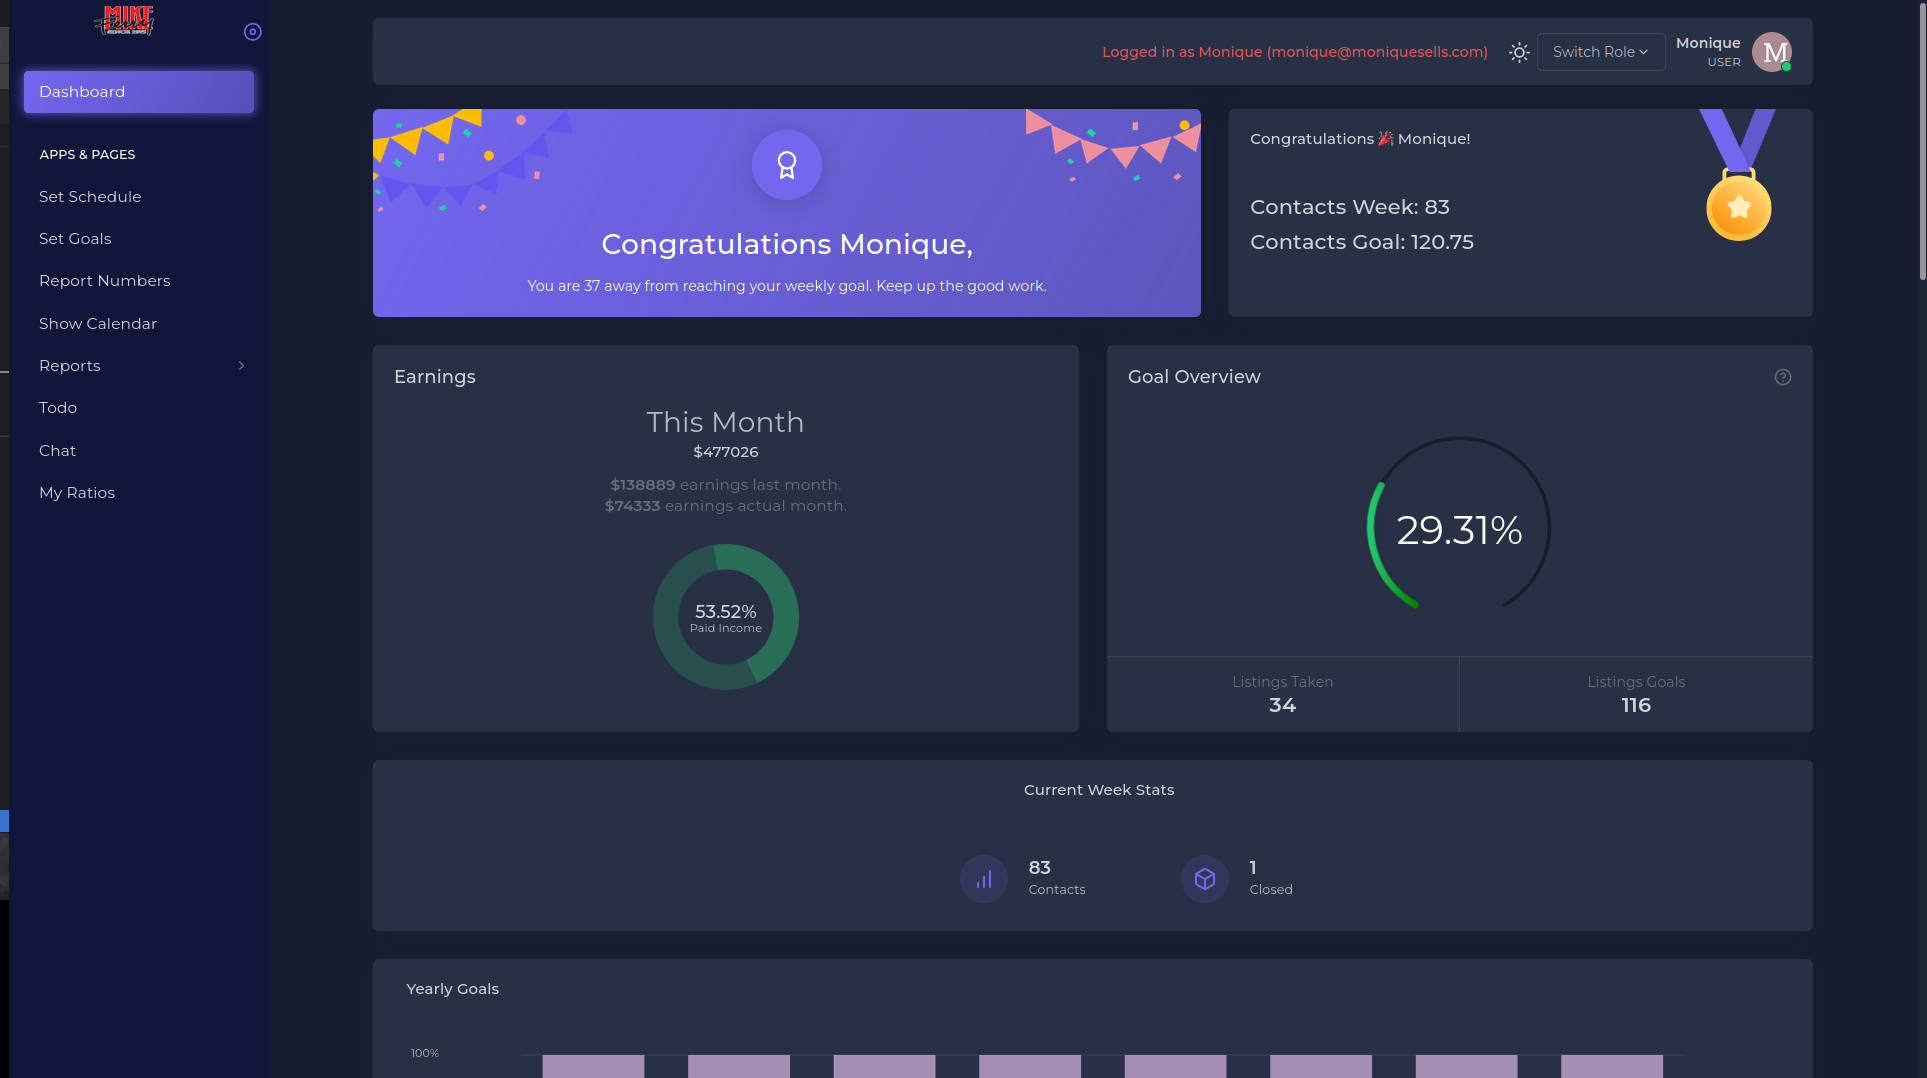 MIKE
Logged in as Monique (monique@moniquesells.com)
Switch Role
Monique
USER
M
Dashboard
APPS & PAGES
Set Schedule
Set Goals
Report Numbers
Show Calendar
Reports
Todo
Chat
My Ratios
Congratulations Monique,
You are 37 away from reaching your weekly goal. Keep up the good work.
Congratulations 🎉 Monique!
Contacts Week: 83
Contacts Goal: 120.75
Earnings
This Month
$477026
$138889 earnings last month.
$74333 earnings actual month.
53.52%
Paid Income
Goal Overview
29.31%
Listings Taken
34
Listings Goals
116
Current Week Stats
83
Contacts
1
Closed
Yearly Goals
100%